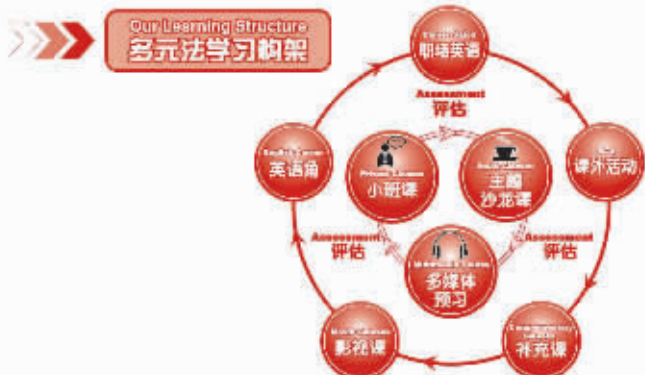 Our Learning Structure
多元法学习构架
职场英语
Assessment
评估
英语角
课外活动
Private Courses
小班课
主题
沙龙课
Assessment
评估
Assessment
评估
多媒体
预习
影视课
补充课